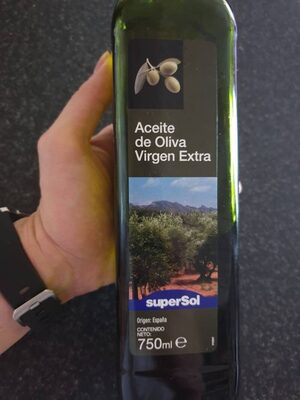 Aceite
de Oliva
Virgen Extra
superSol
Origen: España
CONTENIDO
NETO:
750ml e